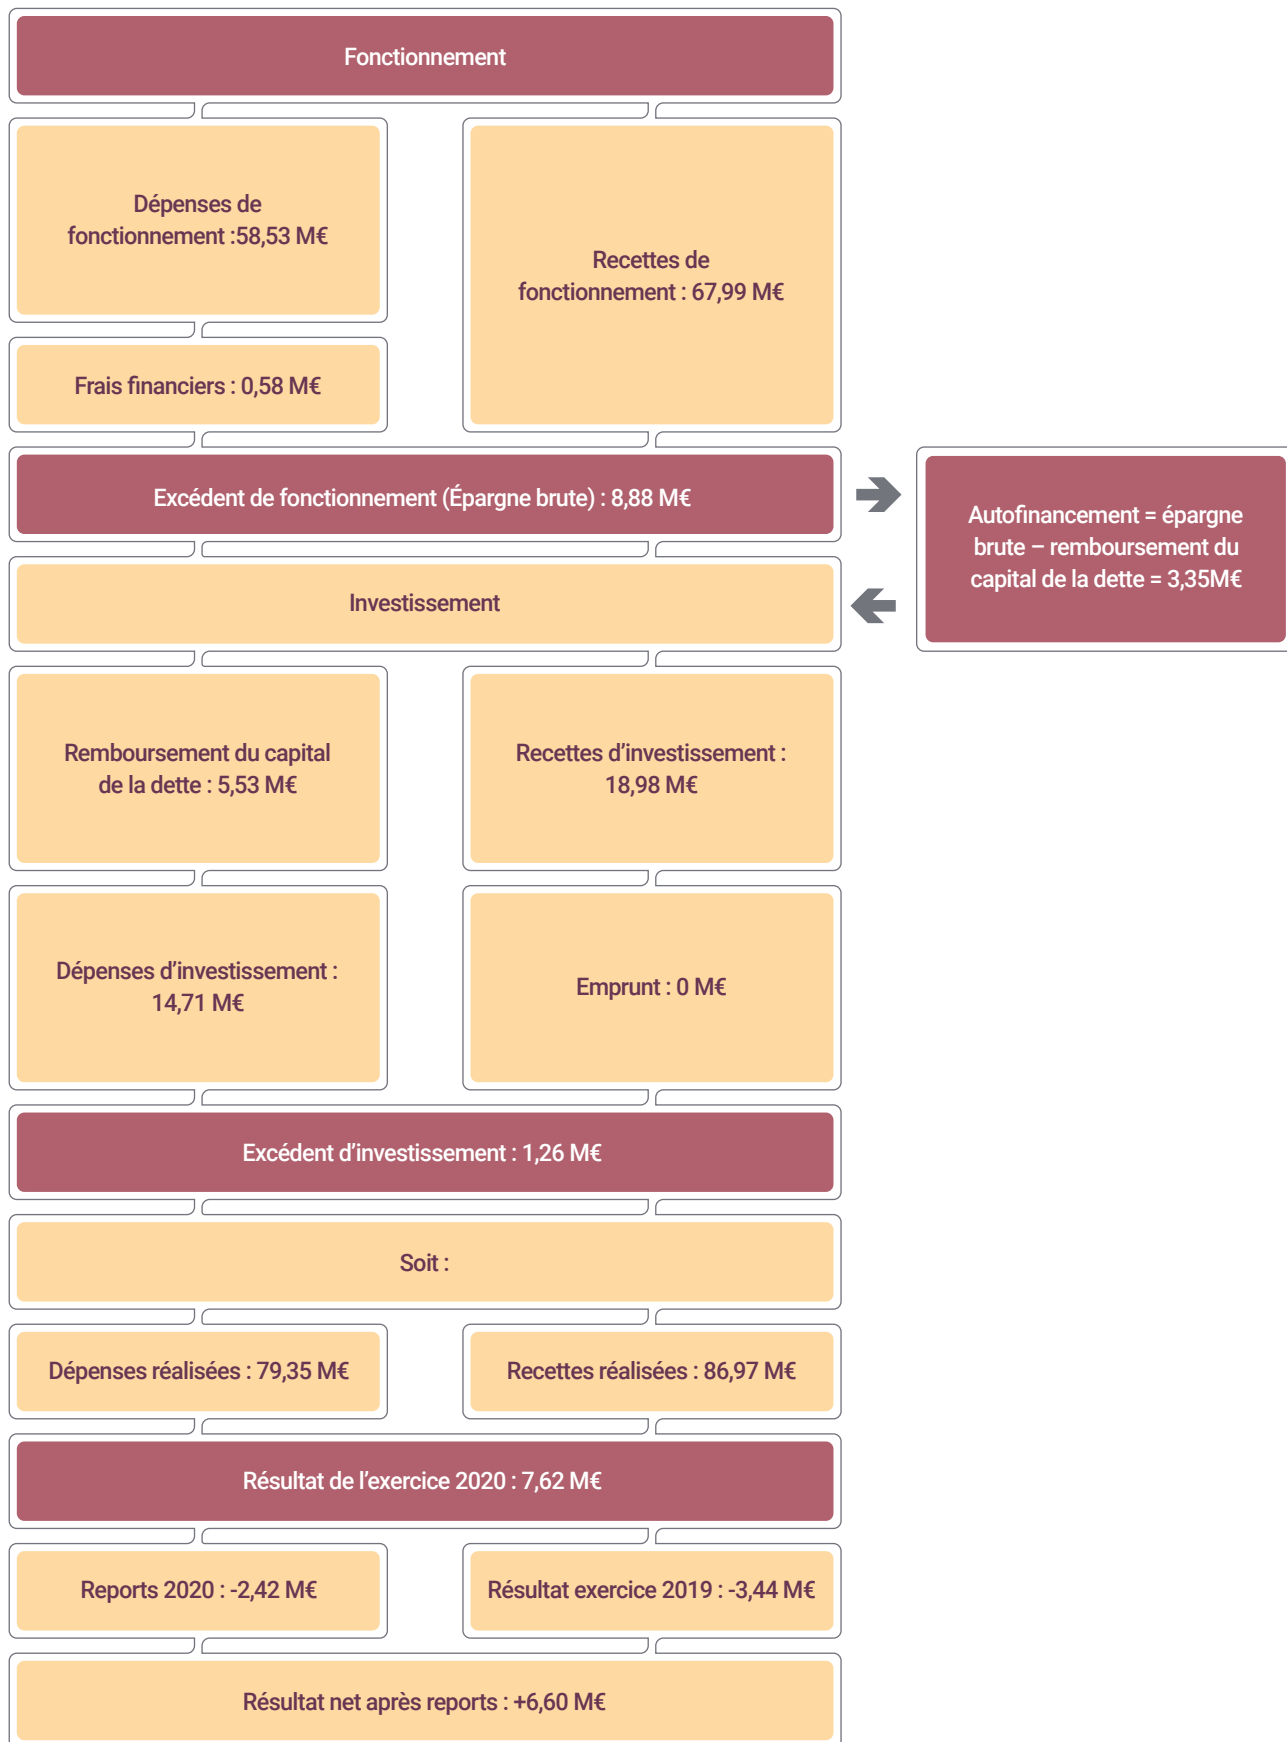 Fonctionnement
Dépenses de
fonctionnement :58,53 M€
Recettes de
fonctionnement : 67,99 M€
Frais financiers : 0,58 M€
Excédent de fonctionnement (Épargne brute) : 8,88 M€
Autofinancement = épargne
brute – remboursement du
capital de la dette = 3,35M€
Investissement
Remboursement du capital
de la dette : 5,53 M€
Recettes d’investissement :
18,98 M€
Dépenses d’investissement :
14,71 M€
Emprunt : 0 M€
Excédent d’investissement : 1,26 M€
Soit :
Dépenses réalisées : 79,35 M€
Recettes réalisées : 86,97 M€
Résultat de l’exercice 2020 : 7,62 M€
Reports 2020 : -2,42 M€
Résultat exercice 2019 : -3,44 M€
Résultat net après reports : +6,60 M€